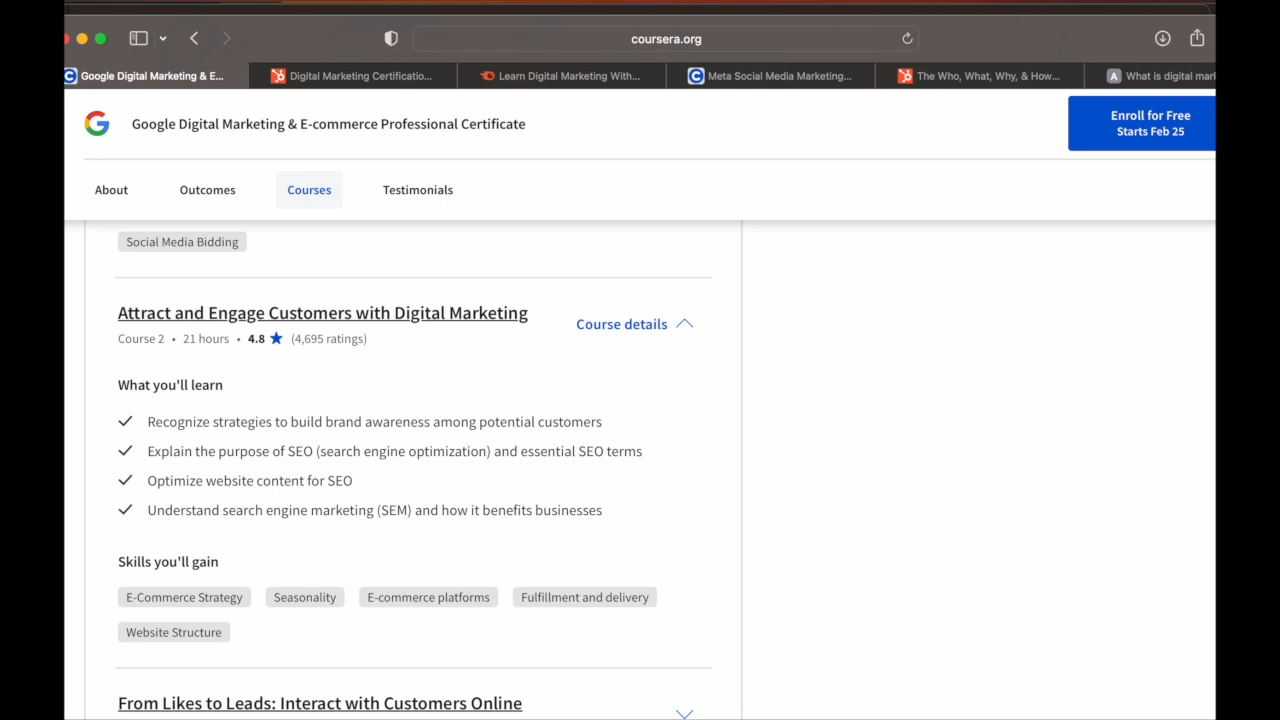 coursera.org
Google Digital Marketing & E...
Digital Marketing Certificatio...
Learn Digital Marketing With...
Meta Social Media Marketing...
The Who, What, Why, & How...
A What is digital mar
Google Digital Marketing & E-commerce Professional Certificate
Enroll for Free
Starts Feb 25
About
Outcomes
Courses
Testimonials
Social Media Bidding
Attract and Engage Customers with Digital Marketing
Course details
Course 2 • 21 hours • 4.8 ★ (4,695 ratings)
What you'll learn
Recognize strategies to build brand awareness among potential customers
Explain the purpose of SEO (search engine optimization) and essential SEO terms
Optimize website content for SEO
Understand search engine marketing (SEM) and how it benefits businesses
Skills you'll gain
E-Commerce Strategy
Seasonality
E-commerce platforms
Fulfillment and delivery
Website Structure
From Likes to Leads: Interact with Customers Online